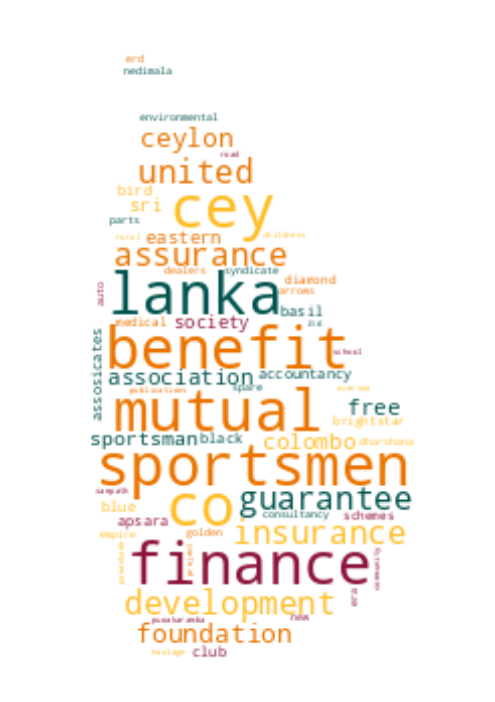 erd
nedimala
environmental
ceylon
road
united
bird
cey
sri
parts
rural
eastern
childrens
assurance
dealers syndicate
lanka
diamond
auto
arrows
basil
medical society
ltd
benefit
school
association accountancy
assosicates
publications spare
mutual
free
brightstar
sportsman black colombo dharshana
sportsmen
sampath
co guarantee
blue
apsara
consultancy schemes
empire
golden
insurance
project
finance
community
era
development
new
foundation
club